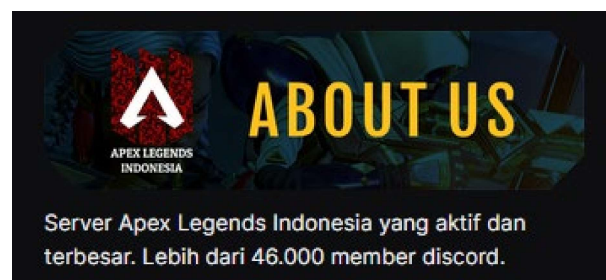 ABOUT US
APEX LEGENDS
INDONESIA
Server Apex Legends Indonesia yang aktif dan
terbesar. Lebih dari 46.000 member discord.